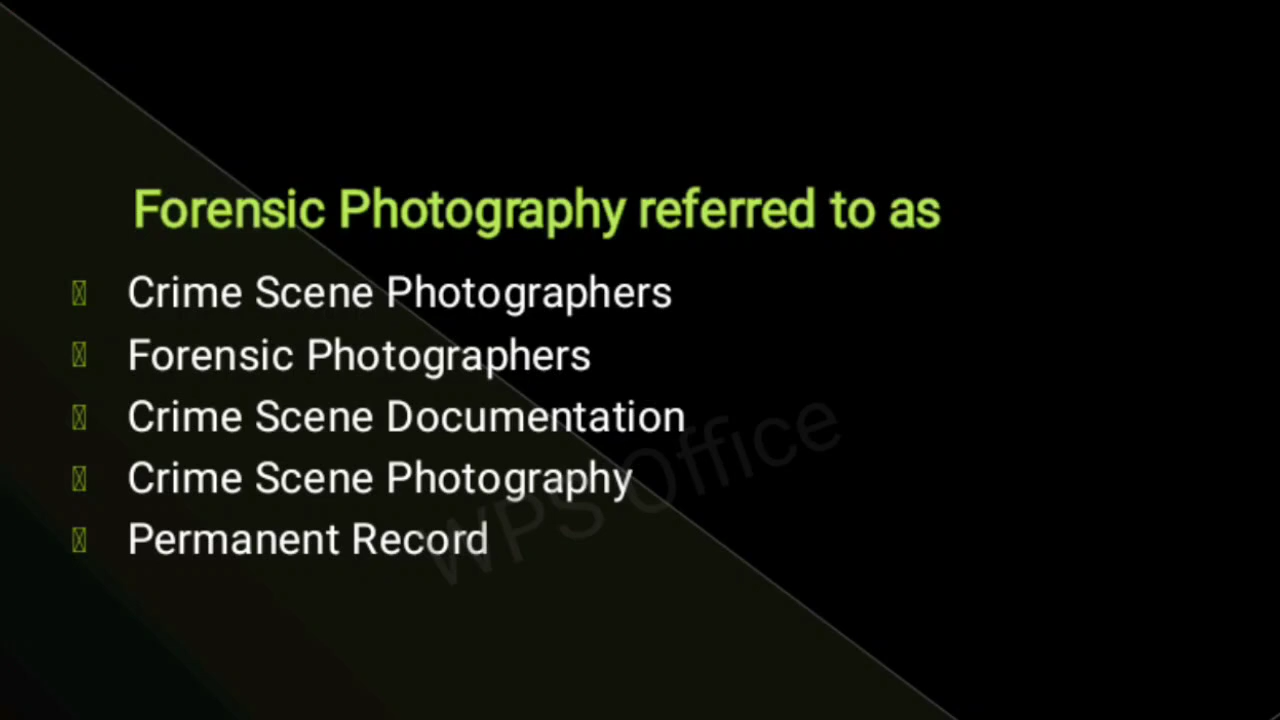 Forensic Photography referred to as
Crime Scene Photographers
Forensic Photographers
Crime Scene Documentation
Crime Scene Photography
Permanent Record
WPS Office